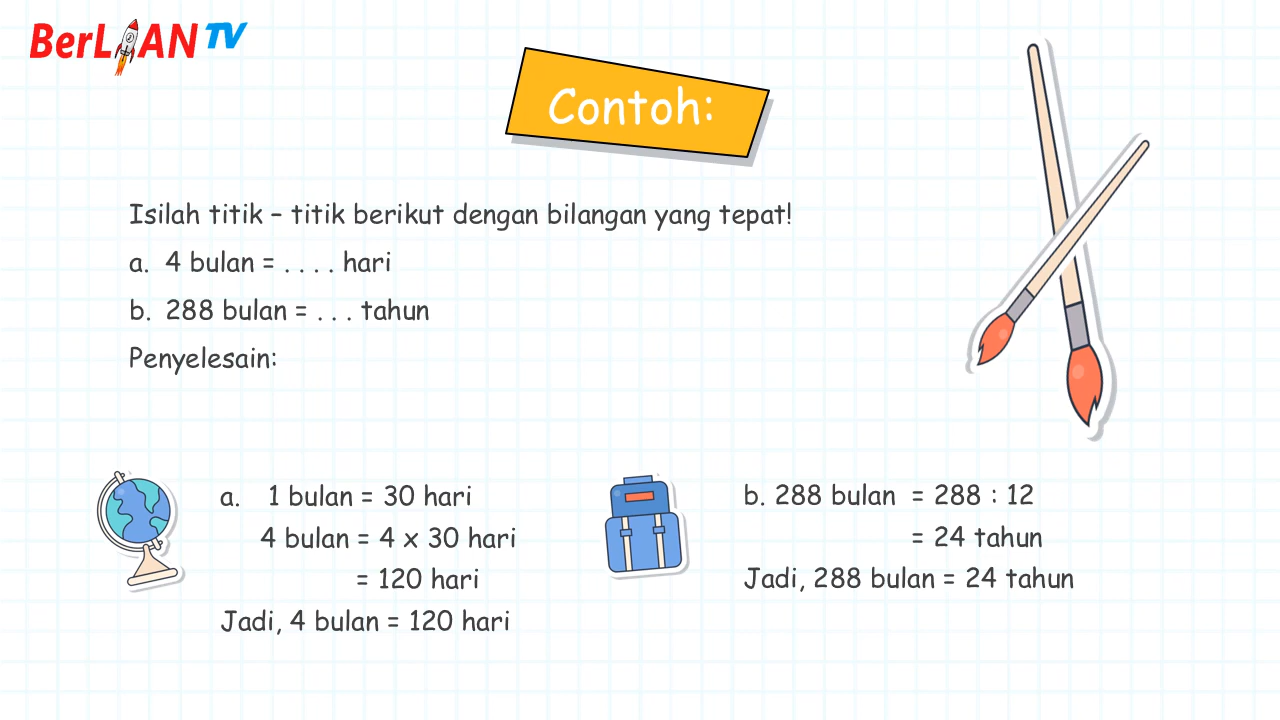 BerLIAN TV
Contoh:
Isilah titik – titik berikut dengan bilangan yang tepat!
a. 4 bulan = . . . . hari
b. 288 bulan = . . . tahun
Penyelesain:
a. 1 bulan = 30 hari
4 bulan = 4 x 30 hari
= 120 hari
Jadi, 4 bulan = 120 hari
b. 288 bulan = 288 : 12
= 24 tahun
Jadi, 288 bulan = 24 tahun